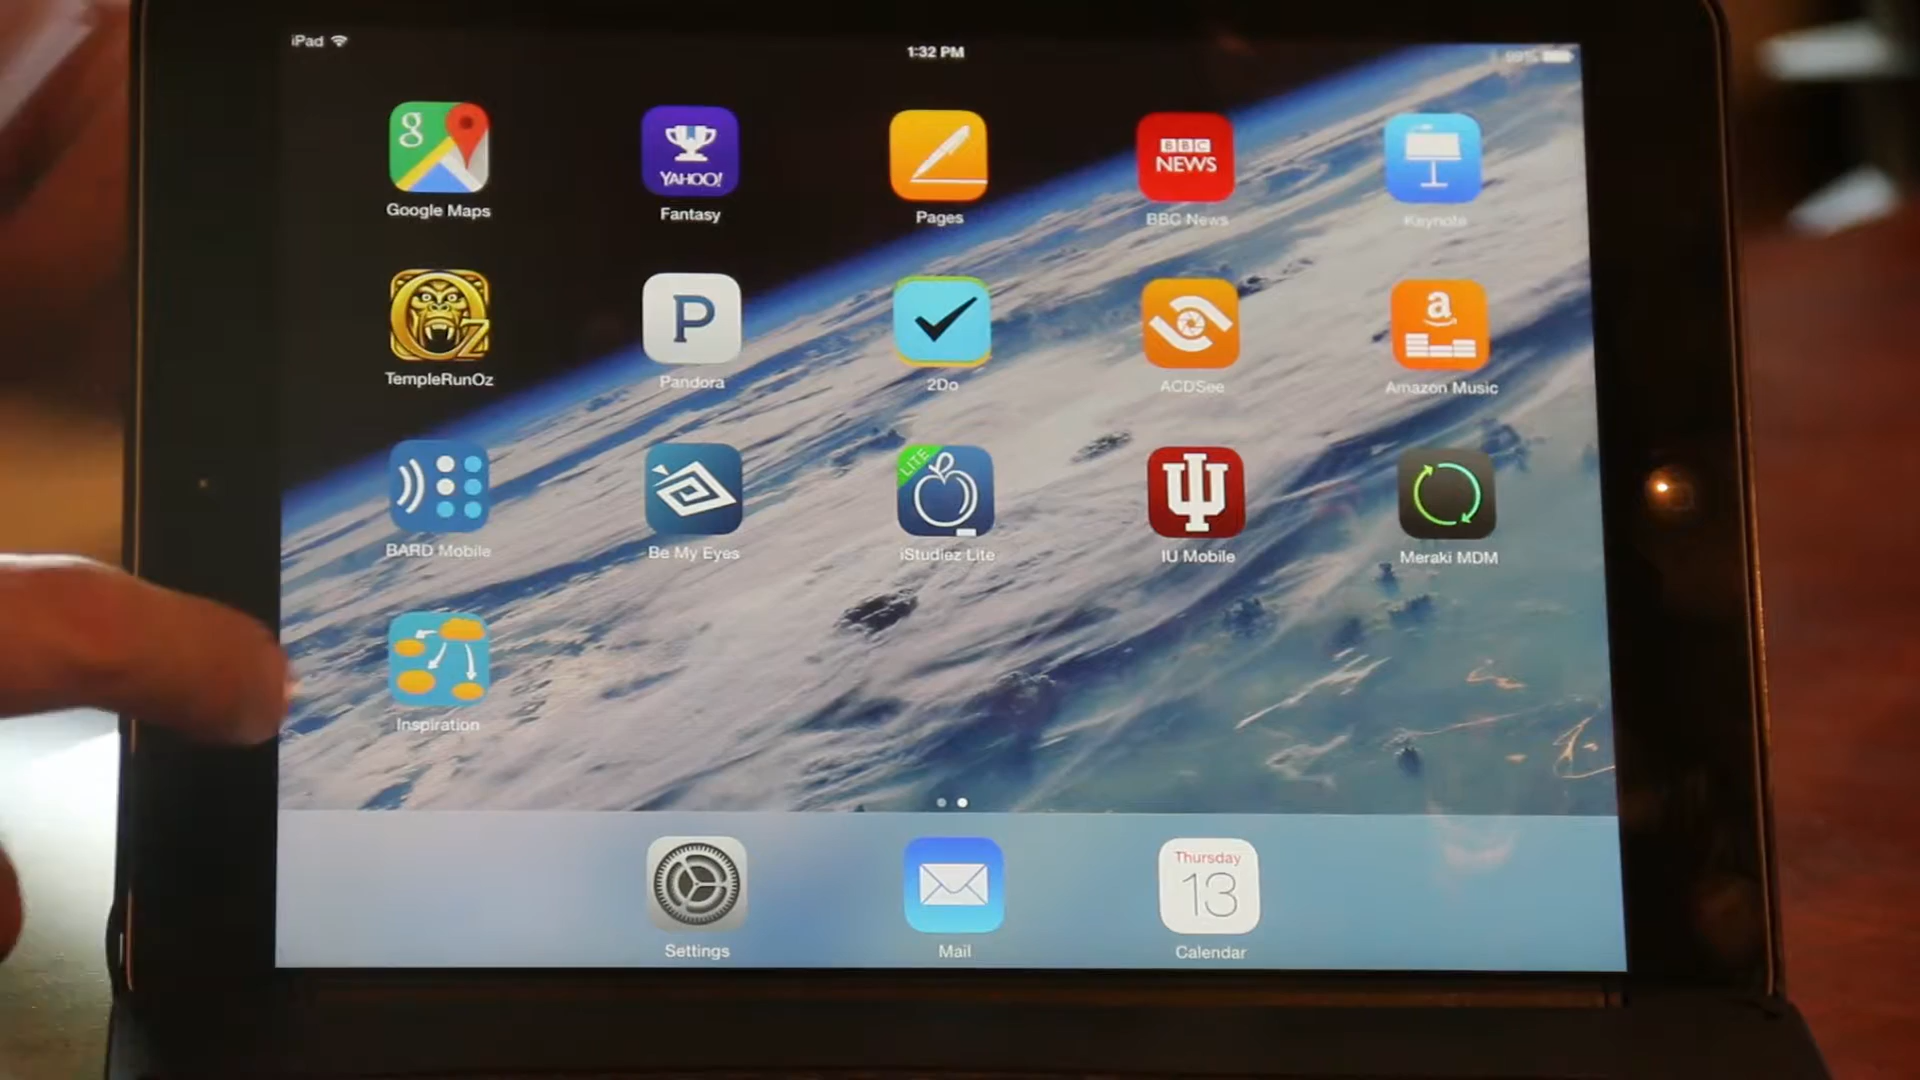 iPad
1:32 PM
99%
g
YAHOO!
BBC
NEWS
Google Maps
Fantasy
Pages
BBC News
Keynote
Oz
P
a
TempleRunOz
Pandora
2Do
ACDSee
Amazon Music
LITE
BARD Mobile
Be My Eyes
iStudiez Lite
IU Mobile
Meraki MDM
Inspiration
Thursday
13
Settings
Mail
Calendar